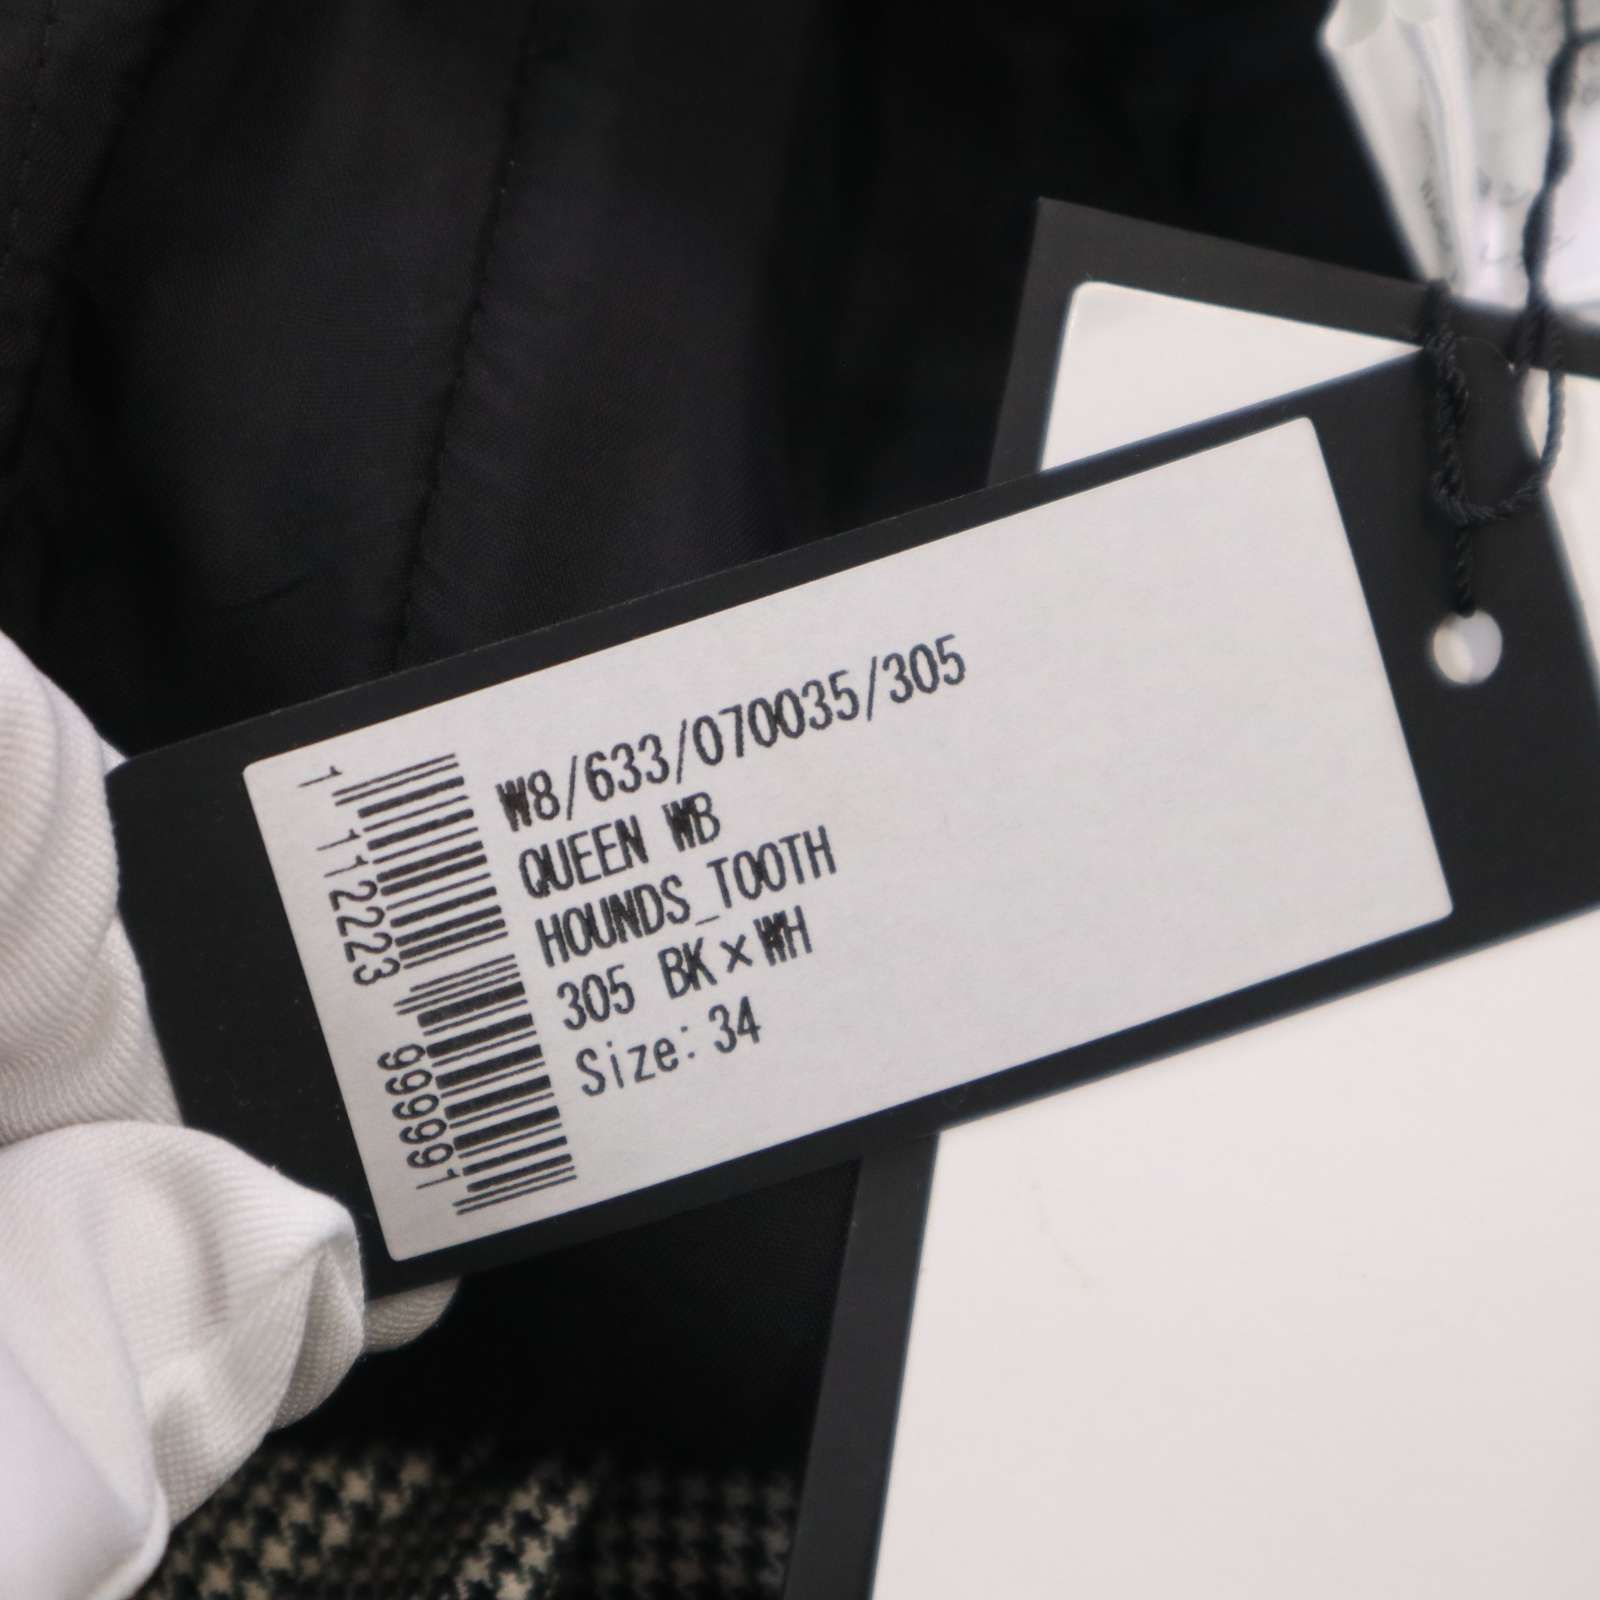 W8/633/070035/305
QUEEN WB
HOUNDS_TOOTH
305 BK×WH
Size:34
1 112223 999991